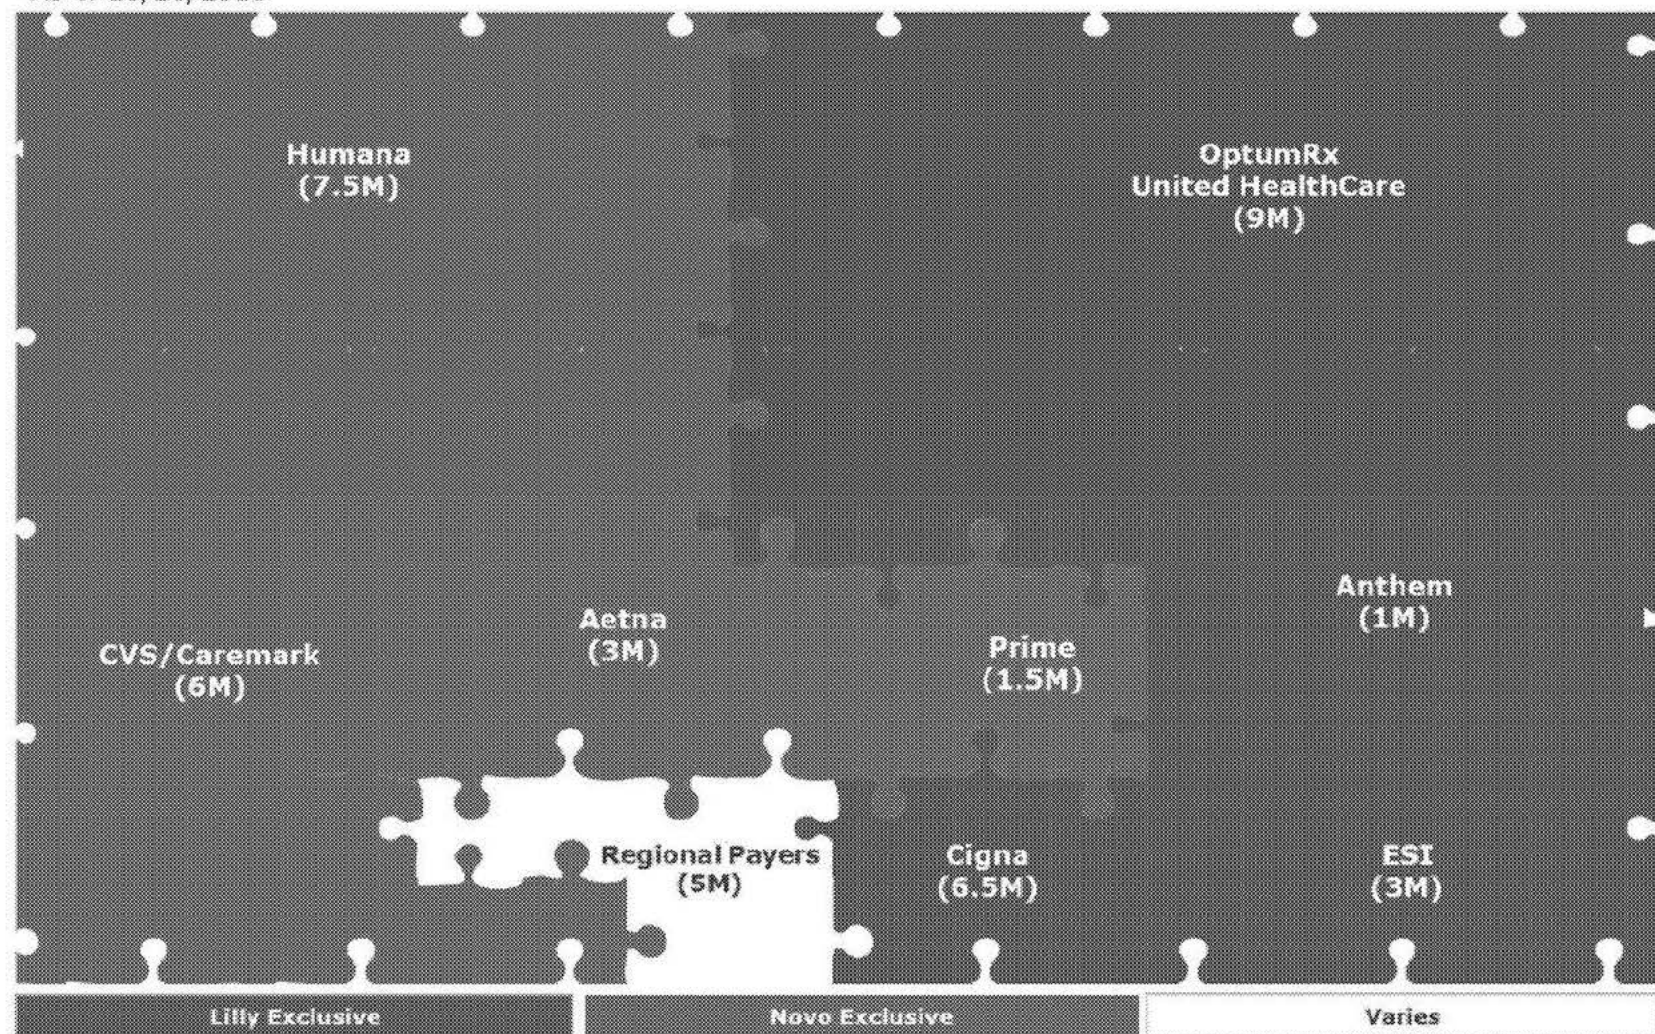 Humana
(7.5M)
OptumRx
United HealthCare
(9M)
CVS/Caremark
(6M)
Aetna
(3M)
Prime
(1.5M)
Anthem
(1M)
Regional Payers
(5M)
Cigna
(6.5M)
ESI
(3M)
Lilly Exclusive
Novo Exclusive
Varies